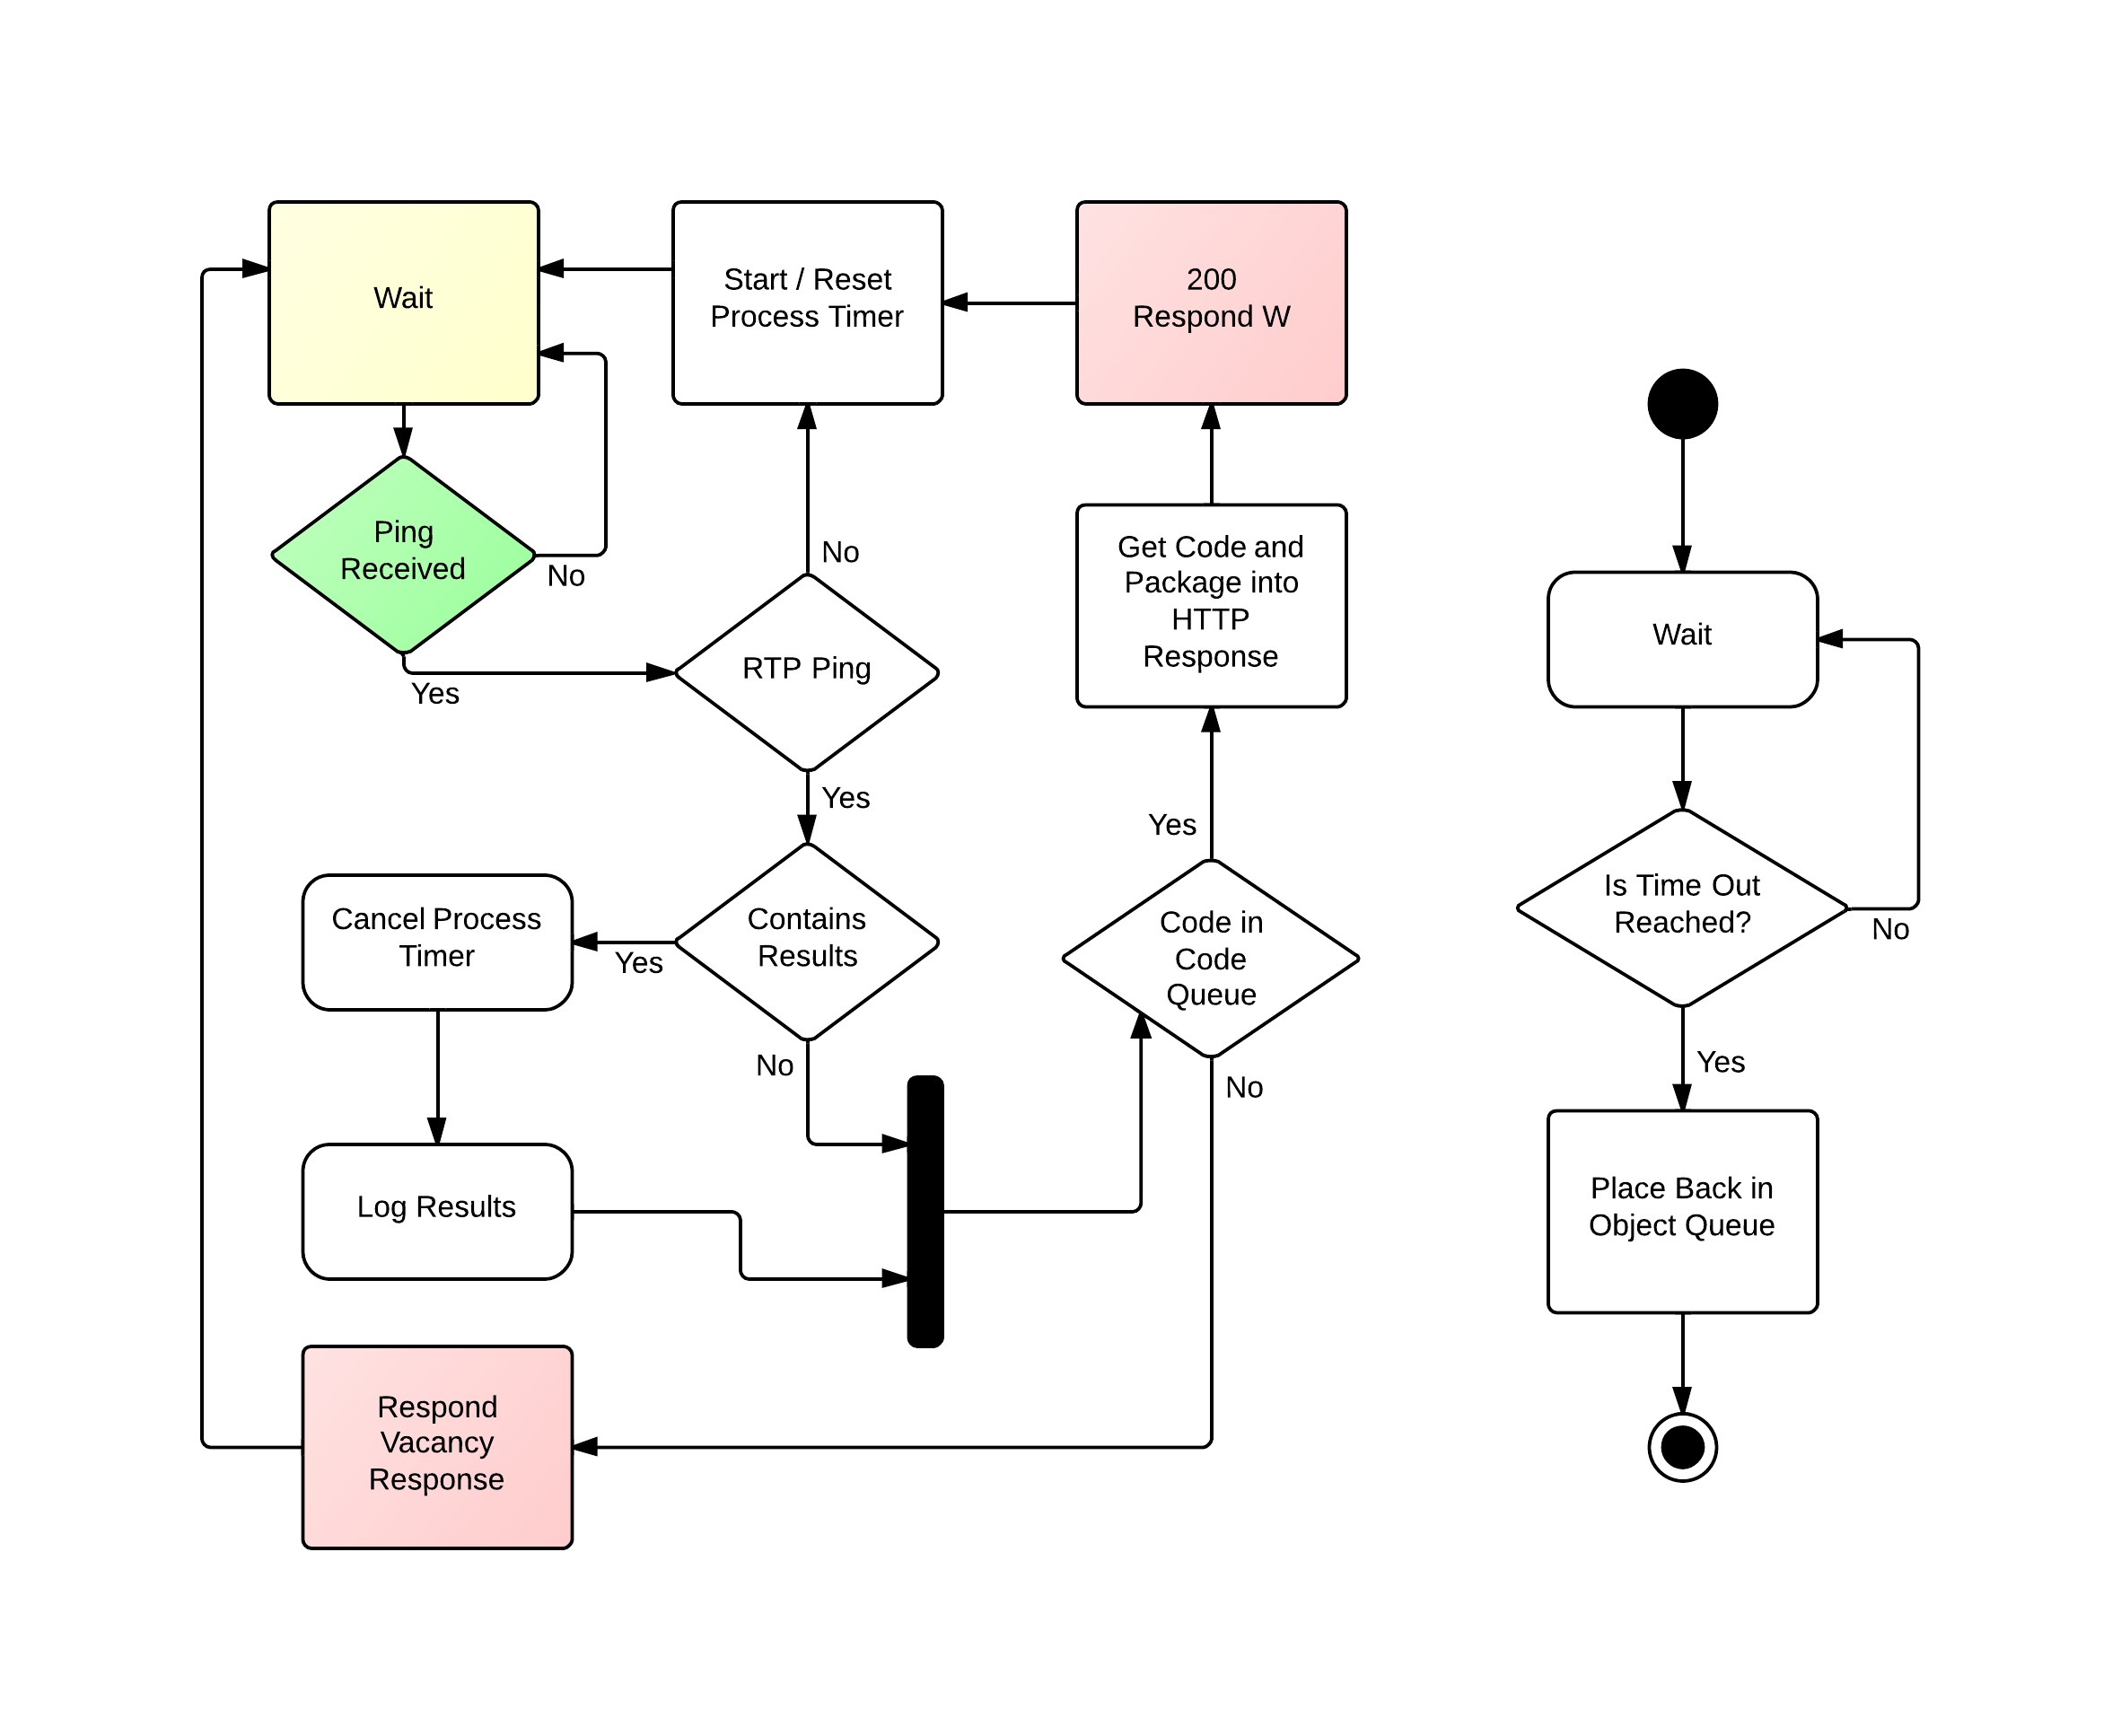 Wait
Start / Reset
Process Timer
200
Respond W
Ping
Received
No
Yes
RTP Ping
No
Yes
Get Code and
Package into
HTTP
Response
Yes
Contains
Results
Yes
No
Cancel Process
Timer
Log Results
Code in
Code
Queue
No
Respond
Vacancy
Response
Wait
Is Time Out
Reached?
No
Yes
Place Back in
Object Queue